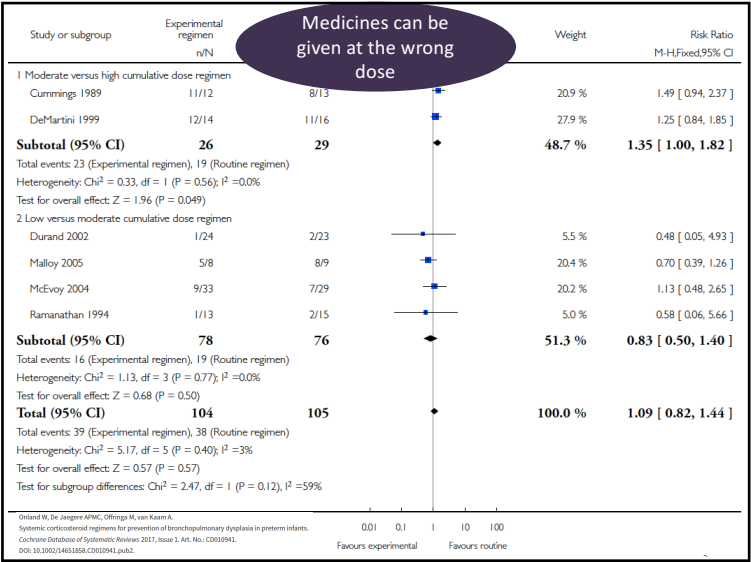 Medicines can be
given at the wrong
dose
Study or subgroup Experimental regimen Weight Risk Ratio
n/N M-H,Fixed,95% CI
1 Moderate versus high cumulative dose regimen
Cummings 1989 11/12 8/13 20.9 % 1.49 [ 0.94, 2.37 ]
DeMartini 1999 12/14 11/16 27.9 % 1.25 [ 0.84, 1.85 ]
Subtotal (95% CI) 26 29 48.7 % 1.35 [ 1.00, 1.82 ]
Total events: 23 (Experimental regimen), 19 (Routine regimen)
Heterogeneity: Chi² = 0.33, df = 1 (P = 0.56); I² =0.0%
Test for overall effect: Z = 1.96 (P = 0.049)
2 Low versus moderate cumulative dose regimen
Durand 2002 1/24 2/23 5.5 % 0.48 [ 0.05, 4.93 ]
Malloy 2005 5/8 8/9 20.4 % 0.70 [ 0.39, 1.26 ]
McEvoy 2004 9/33 7/29 20.2 % 1.13 [ 0.48, 2.65 ]
Ramanathan 1994 1/13 2/15 5.0 % 0.58 [ 0.06, 5.66 ]
Subtotal (95% CI) 78 76 51.3 % 0.83 [ 0.50, 1.40 ]
Total events: 16 (Experimental regimen), 19 (Routine regimen)
Heterogeneity: Chi² = 1.13, df = 3 (P = 0.77); I² =0.0%
Test for overall effect: Z = 0.68 (P = 0.50)
Total (95% CI) 104 105 100.0 % 1.09 [ 0.82, 1.44 ]
Total events: 39 (Experimental regimen), 38 (Routine regimen)
Heterogeneity: Chi² = 5.17, df = 5 (P = 0.40); I² =3%
Test for overall effect: Z = 0.57 (P = 0.57)
Test for subgroup differences: Chi² = 2.47, df = 1 (P = 0.12), I² =59%
0.01 0.1 1 10 100
Favours experimental Favours routine
Onland W, De Jaegere APMC, Offringa M, van Kaam A.
Systemic corticosteroid regimens for prevention of bronchopulmonary dysplasia in preterm infants.
Cochrane Database of Systematic Reviews 2017, Issue 1. Art. No.: CD010941.
DOI: 10.1002/14651858.CD010941.pub2.